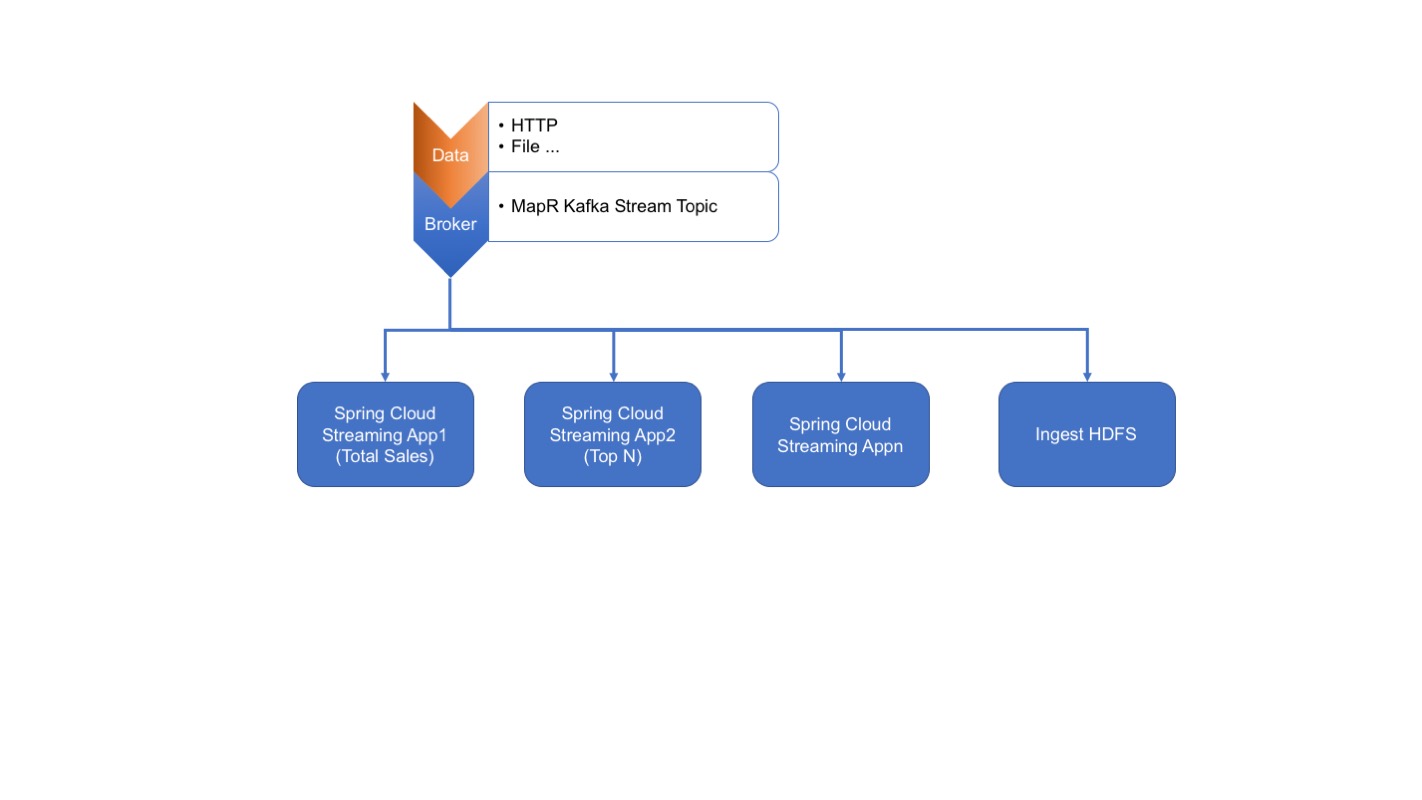 • HTTP
• File ...
Data
• MapR Kafka Stream Topic
Broker
Spring Cloud
Streaming App1
(Total Sales)
Spring Cloud
Streaming App2
(Top N)
Spring Cloud
Streaming Appn
Ingest HDFS